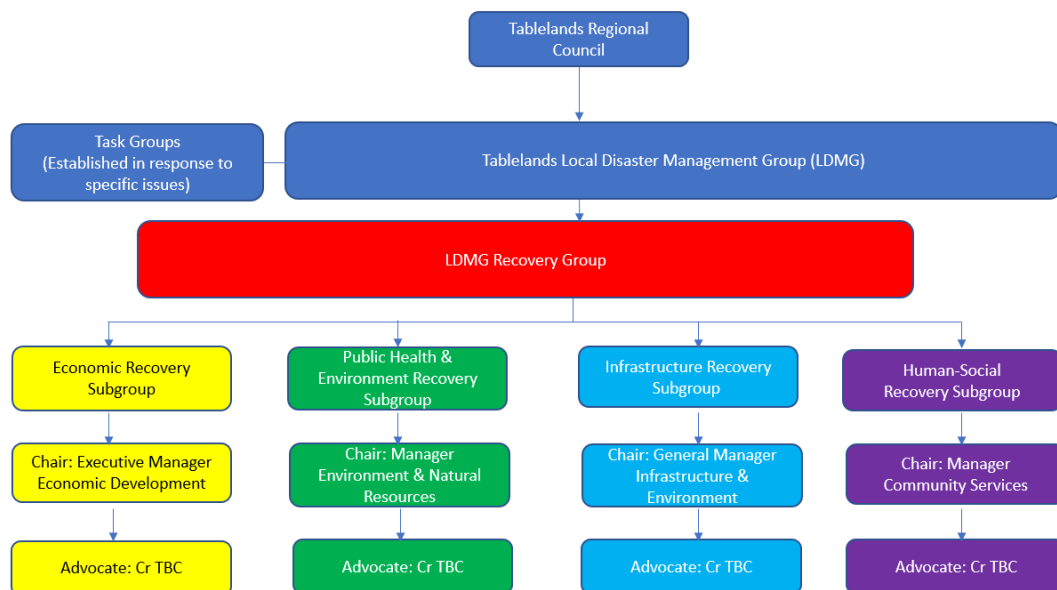 Tablelands Regional
Council
Task Groups
(Established in response to
specific issues)
Tablelands Local Disaster Management Group (LDMG)
LDMG Recovery Group
Economic Recovery
Subgroup
Public Health &
Environment Recovery
Subgroup
Infrastructure Recovery
Subgroup
Human-Social
Recovery Subgroup
Chair: Executive Manager
Economic Development
Chair: Manager
Environment & Natural
Resources
Chair: General Manager
Infrastructure &
Environment
Chair: Manager
Community Services
Advocate: Cr TBC
Advocate: Cr TBC
Advocate: Cr TBC
Advocate: Cr TBC